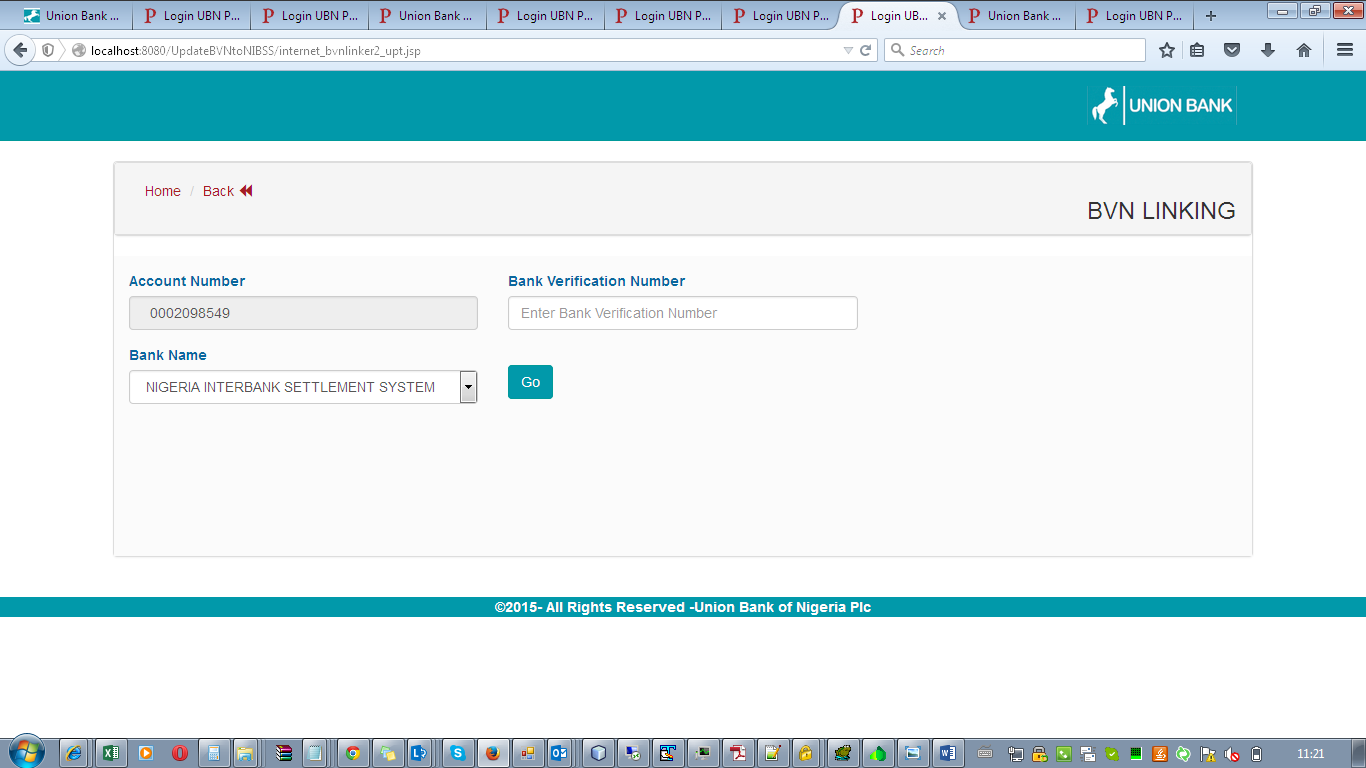 Union Bank ...
Login UBN P...
Login UBN P...
Union Bank ...
Login UBN P...
Login UBN P...
Login UBN P...
Login UB...
Union Bank ...
Login UBN P...
localhost:8080/UpdateBVNtoNIBSS/internet_bvnlinker2_upt.jsp
Search
UNION BANK
Home / Back
BVN LINKING
Account Number
Bank Verification Number
0002098549
Enter Bank Verification Number
Bank Name
NIGERIA INTERBANK SETTLEMENT SYSTEM
Go
©2015- All Rights Reserved -Union Bank of Nigeria Plc
11:21